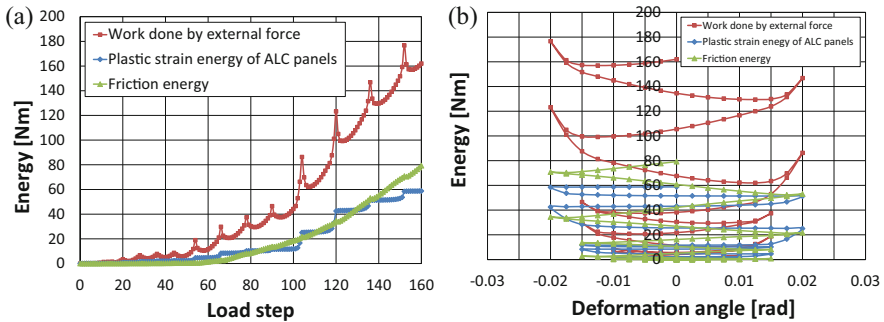 (a)
200
180
160
140
120
100
80
60
40
20
0
Energy [Nm]
Work done by external force
Plastic strain energy of ALC panels
Friction energy
0 20 40 60 80 100 120 140 160
Load step
(b)
200
180
160
140
120
100
80
60
40
20
0
Energy [Nm]
Work done by external force
Plastic strain enegy of ALC panels
Friction energy
-0.03 -0.02 -0.01 0 0.01 0.02 0.03
Deformation angle [rad]